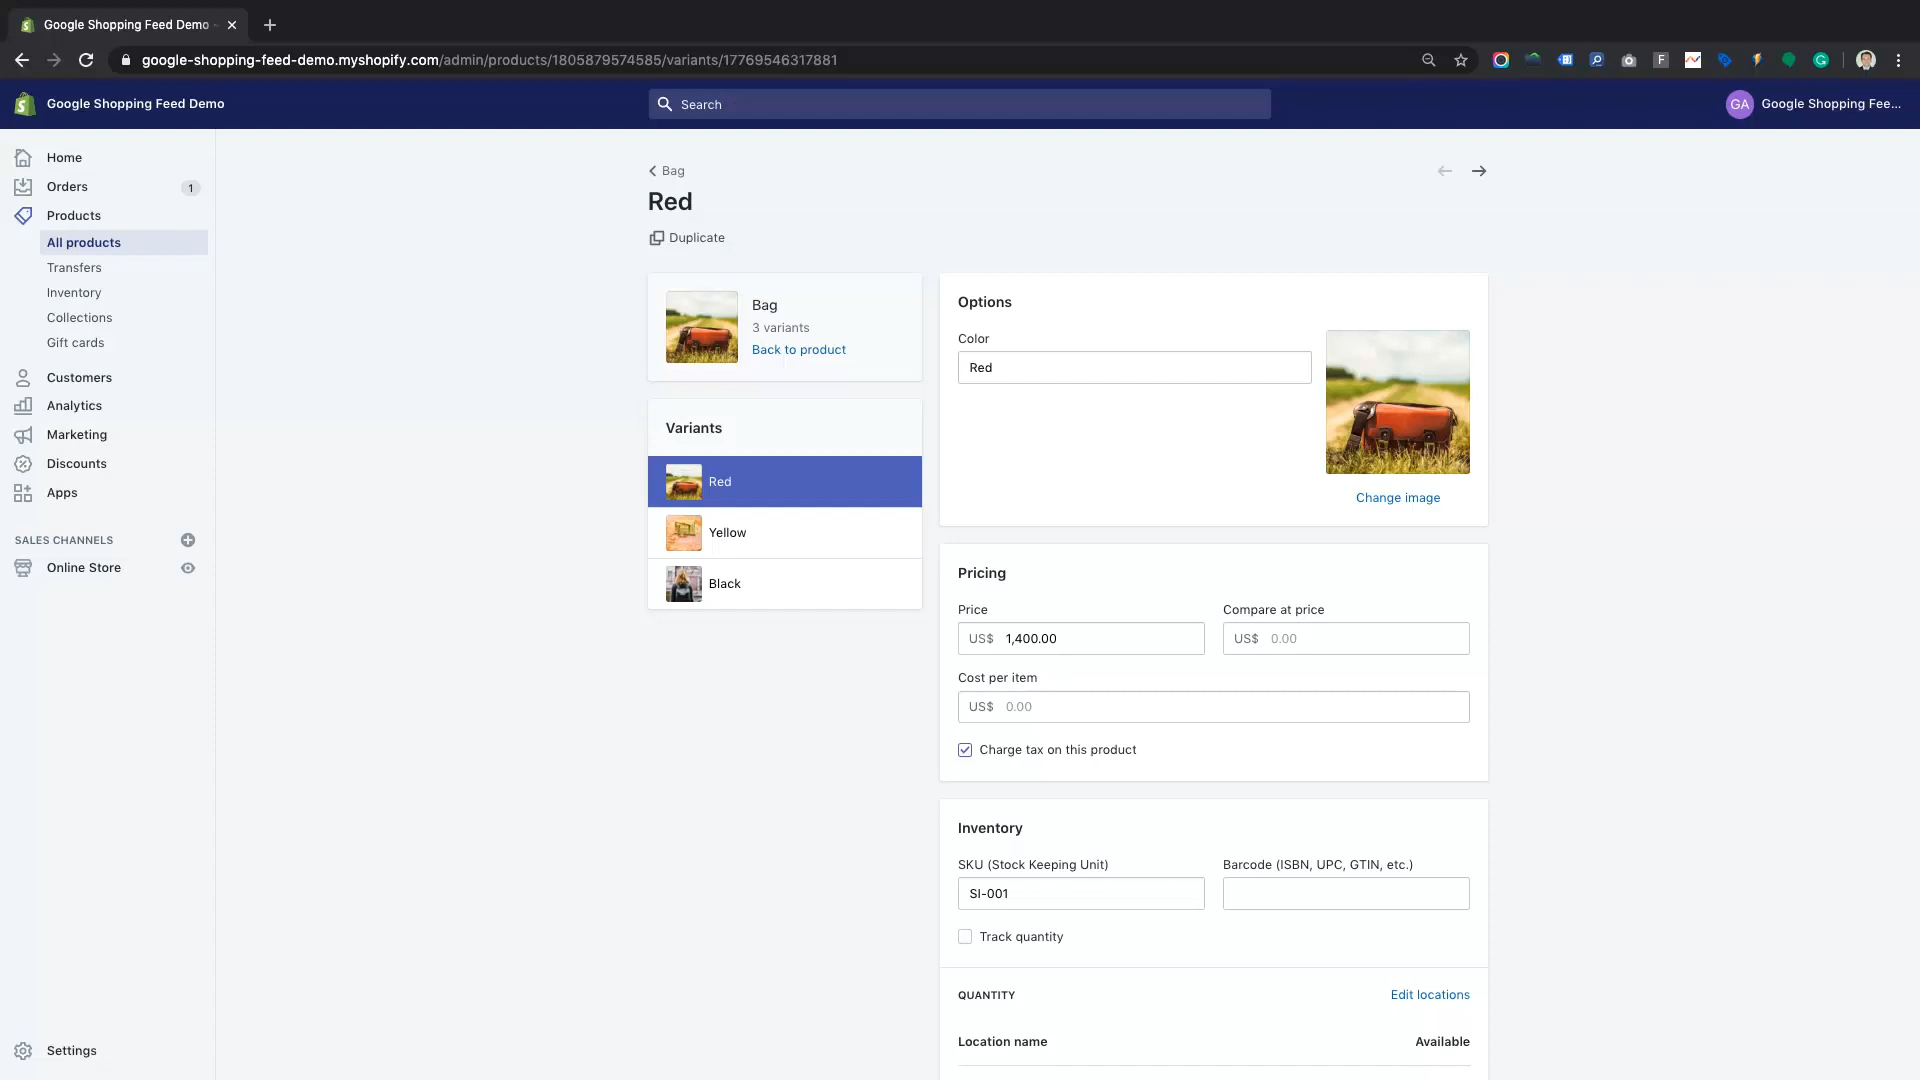 Google Shopping Feed Demo
google-shopping-feed-demo.myshopify.com/admin/products/1805879574585/variants/17769546317881
Google Shopping Feed Demo
Search
GA
Google Shopping Fee...
Home
Orders
1
Products
All products
Transfers
Inventory
Collections
Gift cards
Customers
Analytics
Marketing
Discounts
Apps
SALES CHANNELS
Online Store
Settings
Bag
Red
Duplicate
Bag
3 variants
Back to product
Variants
Red
Yellow
Black
Options
Color
Red
Change image
Pricing
Price
Compare at price
US$ 1,400.00
US$ 0.00
Cost per item
US$ 0.00
Charge tax on this product
Inventory
SKU (Stock Keeping Unit)
Barcode (ISBN, UPC, GTIN, etc.)
SI-001
Track quantity
QUANTITY
Edit locations
Location name
Available